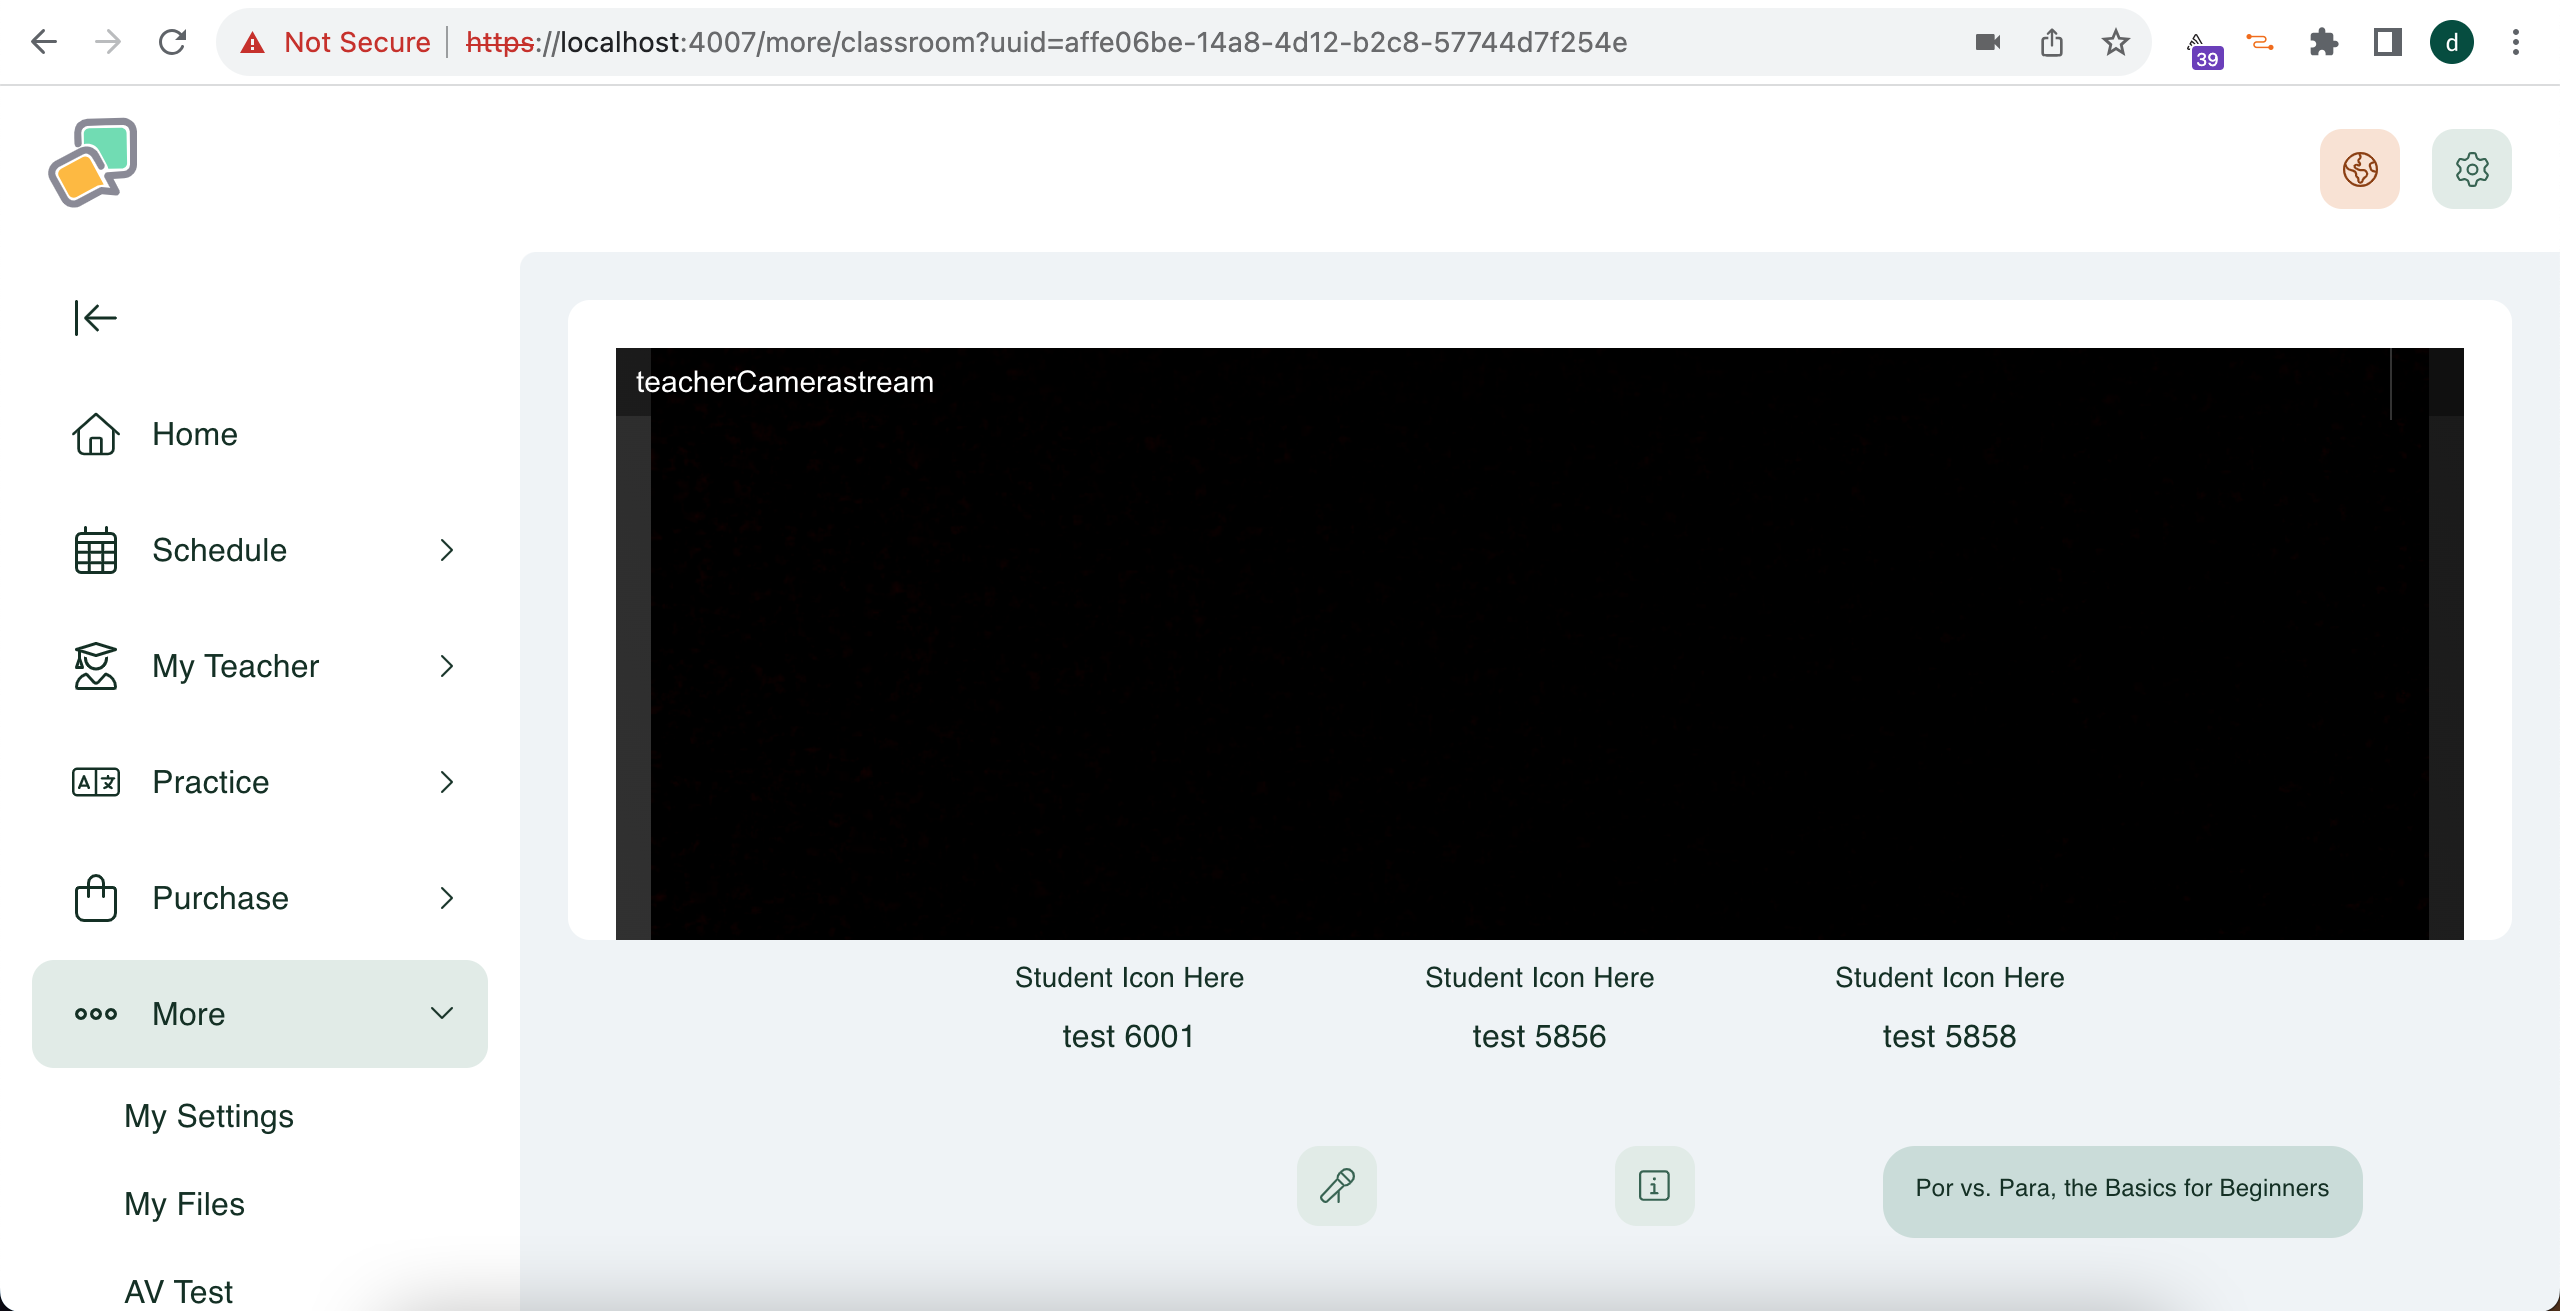 Not Secure
https://localhost:4007/more/classroom?uuid=affe06be-14a8-4d12-b2c8-57744d7f254e
39
d
Home
Schedule
My Teacher
A
Practice
Purchase
More
My Settings
My Files
AV Test
teacherCamerastream
Student Icon Here
test 6001
Student Icon Here
test 5856
Student Icon Here
test 5858
Por vs. Para, the Basics for Beginners